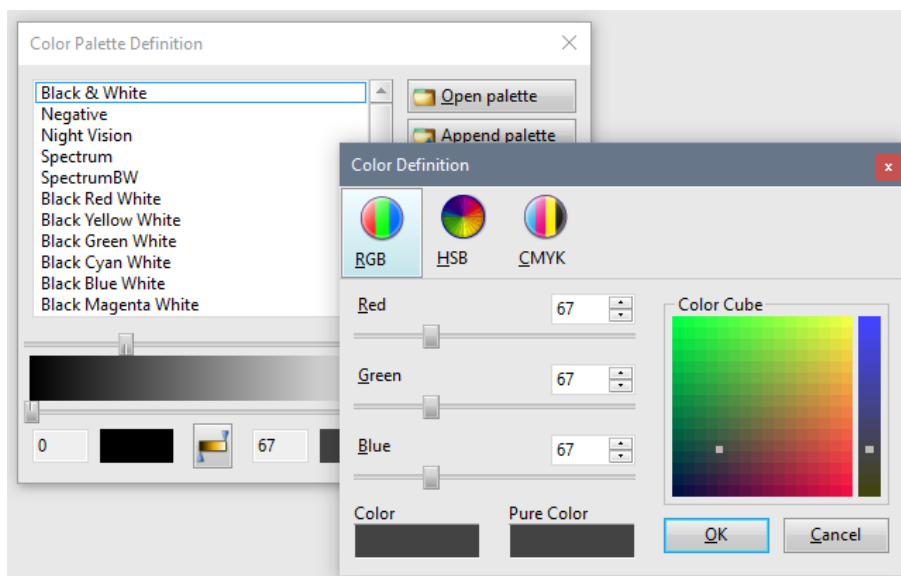 Color Palette Definition
Black & White
Negative
Night Vision
Spectrum
SpectrumBW
Black Red White
Black Yellow White
Black Green White
Black Cyan White
Black Blue White
Black Magenta White
Open palette
Append palette
0
67
Color Definition
x
RGB
HSB
CMYK
Red
67
Green
67
Blue
67
Color
Pure Color
Color Cube
OK
Cancel